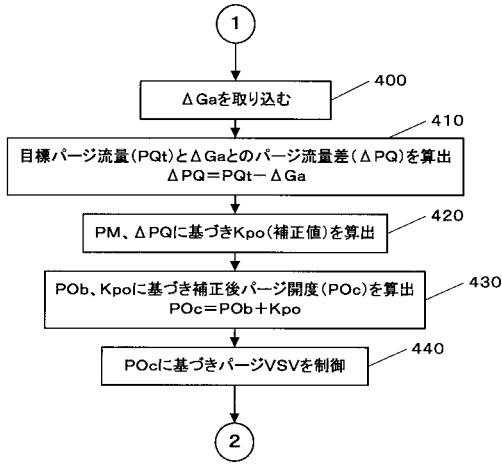 1
400
ΔGaを取り込む
410
目標パージ流量(PQt)とΔGaとのパージ流量差(ΔPQ)を算出
ΔPQ=PQt-ΔGa
420
PM、ΔPQに基づきKpo(補正値)を算出
430
POb、Kpoに基づき補正後パージ開度(POc)を算出
POc=POb+Kpo
440
POcに基づきパージVSVを制御
2